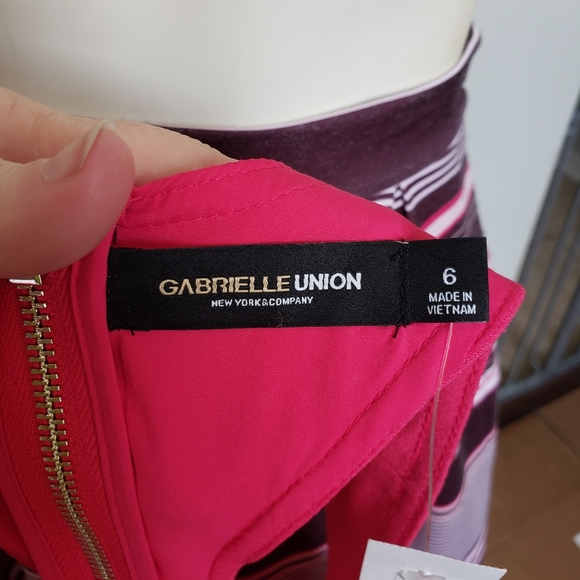 GABRIELLE UNION
NEW YORK&COMPANY
6
MADE IN
VIETNAM